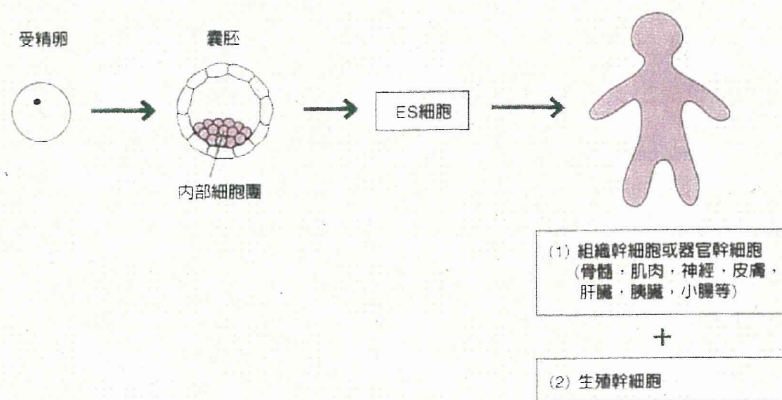 受精卵
囊胚
ES細胞
內部細胞團
(1) 組織幹細胞或器官幹細胞
(骨髓，肌肉，神經，皮膚，
肝臟，胰臟，小腸等)
+
(2) 生殖幹細胞